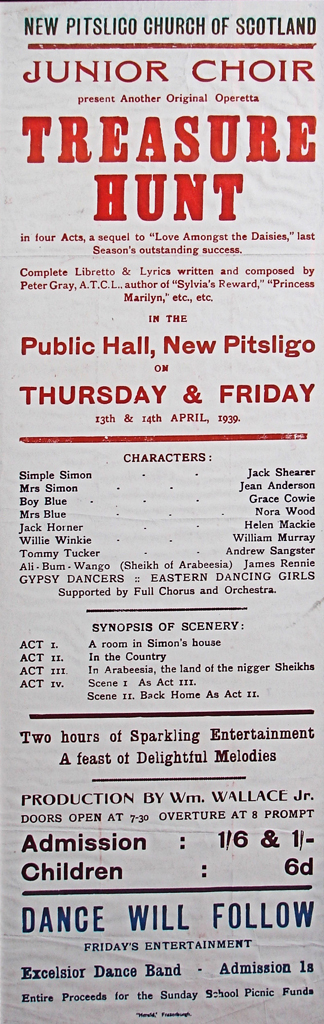 NEW PITSLIGO CHURCH OF SCOTLAND
JUNIOR CHOIR
present Another Original Operetta
TREASURE
HUNT
in four Acts, a sequel to "Love Amongst the Daisies," last
Season's outstanding success.
Complete Libretto & Lyrics written and composed by
Peter Gray, A.T.C.L., author of "Sylvia's Reward," "Princess
Marilyn," etc., etc.
IN THE
Public Hall, New Pitsligo
ON
THURSDAY & FRIDAY
13th & 14th APRIL, 1939.
CHARACTERS:
Simple Simon - - Jack Shearer
Mrs Simon - - Jean Anderson
Boy Blue - - - Grace Cowie
Mrs Blue - - Nora Wood
Jack Horner - - Helen Mackie
Willie Winkie - - William Murray
Tommy Tucker - - Andrew Sangster
Ali-Bum-Wango (Sheikh of Arabeesia) James Rennie
GYPSY DANCERS :: EASTERN DANCING GIRLS
Supported by Full Chorus and Orchestra.
SYNOPSIS OF SCENERY:
ACT I. A room in Simon's house
ACT II. In the Country
ACT III. In Arabeesia, the land of the nigger Sheikhs
ACT IV. Scene I As Act III.
Scene II. Back Home As Act II.
Two hours of Sparkling Entertainment
A feast of Delightful Melodies
PRODUCTION BY Wm. WALLACE Jr.
DOORS OPEN AT 7-30 OVERTURE AT 8 PROMPT
Admission : 1/6 & 1/-
Children : 6d
DANCE WILL FOLLOW
FRIDAY'S ENTERTAINMENT
Excelsior Dance Band - Admission 1s
Entire Proceeds for the Sunday School Picnic Funds
"Herald," Fraserburgh.